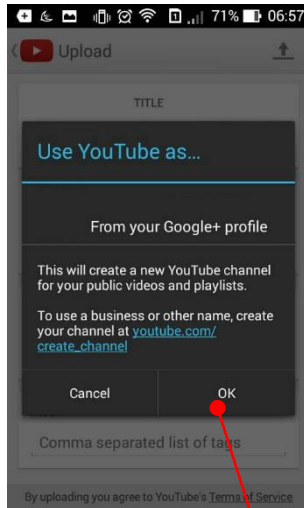 1 71% 06:57
Upload
TITLE
Use YouTube as...
From your Google+ profile
This will create a new YouTube channel
for your public videos and playlists.
To use a business or other name, create
your channel at youtube.com/
create_channel
Cancel OK
Comma separated list of tags
By uploading you agree to YouTube's Terms of Service